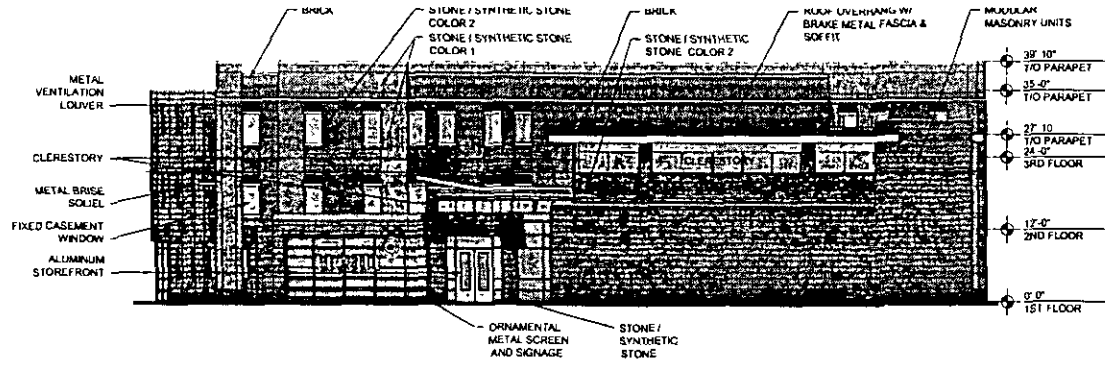 BRICK
STONE / SYNTHETIC STONE
COLOR 2
STONE / SYNTHETIC STONE
COLOR 1
BRICK
STONE / SYNTHETIC
STONE COLOR 2
ROOF OVERHANG W/
BRAKE METAL FASCIA &
SOFFIT
MODULAR
MASONRY UNITS
METAL
VENTILATION
LOUVER
CLERESTORY
METAL BRISE
SOLIEL
FIXED CASEMENT
WINDOW
ALUMINUM
STOREFRONT
CLERESTORY
39' 10"
T/O PARAPET
35'-0"
T/O PARAPET
27' 10
T/O PARAPET
24'-0"
3RD FLOOR
12'-0"
2ND FLOOR
0' 0"
1ST FLOOR
ORNAMENTAL
METAL SCREEN
AND SIGNAGE
STONE /
SYNTHETIC
STONE